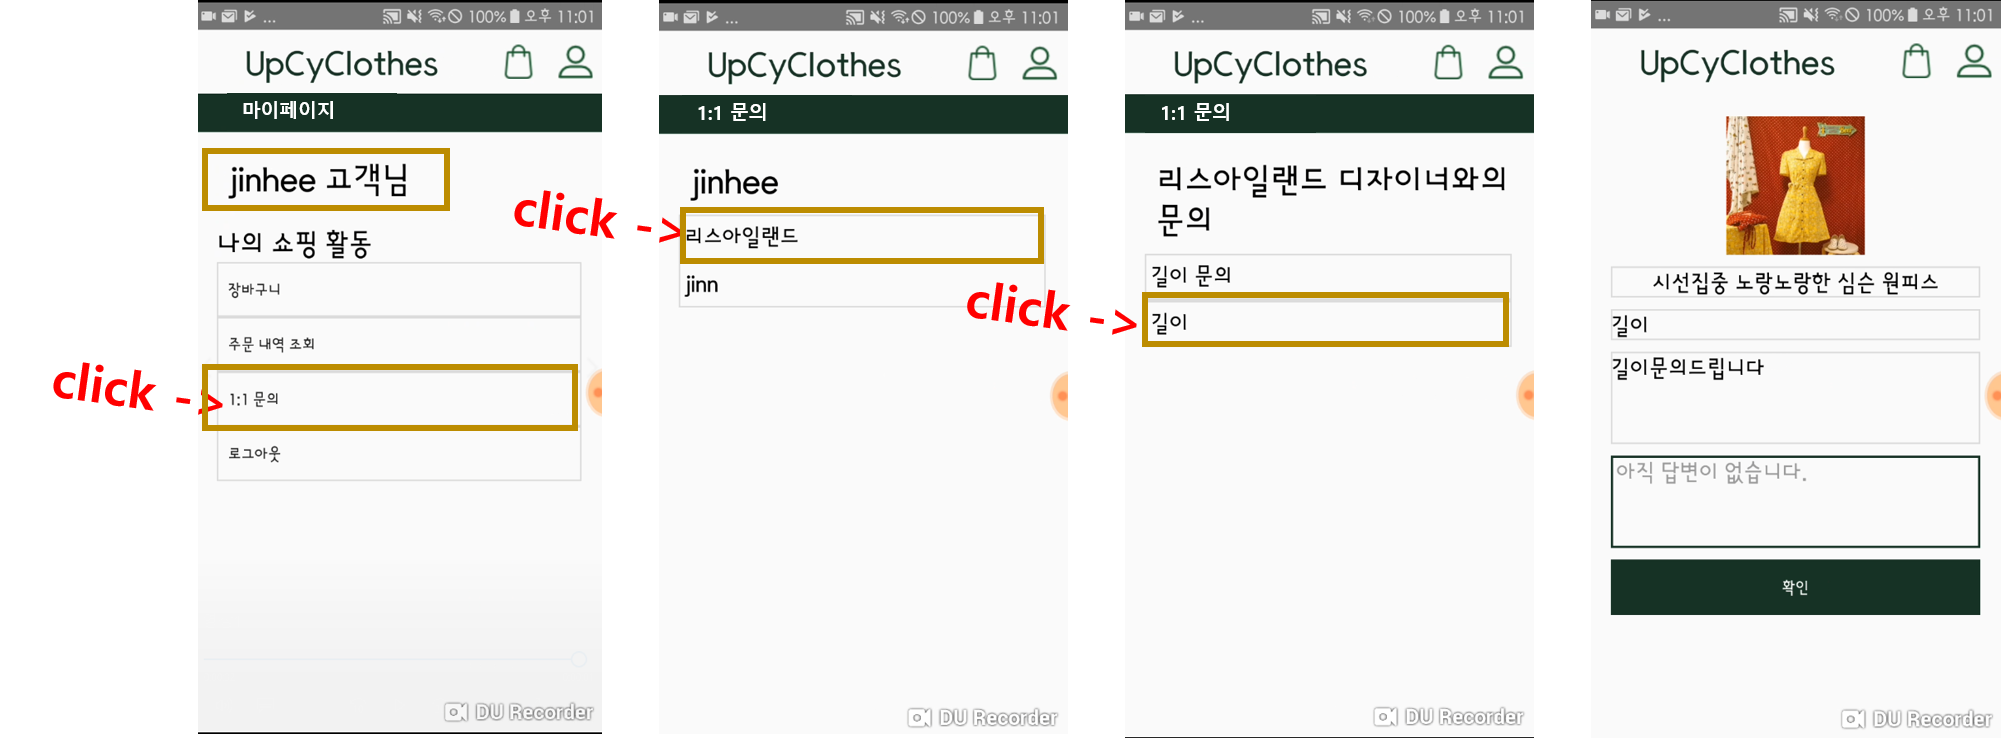 ... 100% 오후 11:01
UpCyClothes
마이페이지
jinhee 고객님
나의 쇼핑 활동
장바구니
주문 내역 조회
click ->
1:1 문의
로그아웃
DU Recorder
... 100% 오후 11:01
UpCyClothes
1:1 문의
jinhee
click ->
리스아일랜드
jinn
DU Recorder
... 100% 오후 11:01
UpCyClothes
1:1 문의
리스아일랜드 디자이너와의
문의
길이 문의
click ->
길이
DU Recorder
... 100% 오후 11:01
UpCyClothes
시선집중 노랑노랑한 심슨 원피스
길이
길이문의드립니다
아직 답변이 없습니다.
확인
DU Recorder